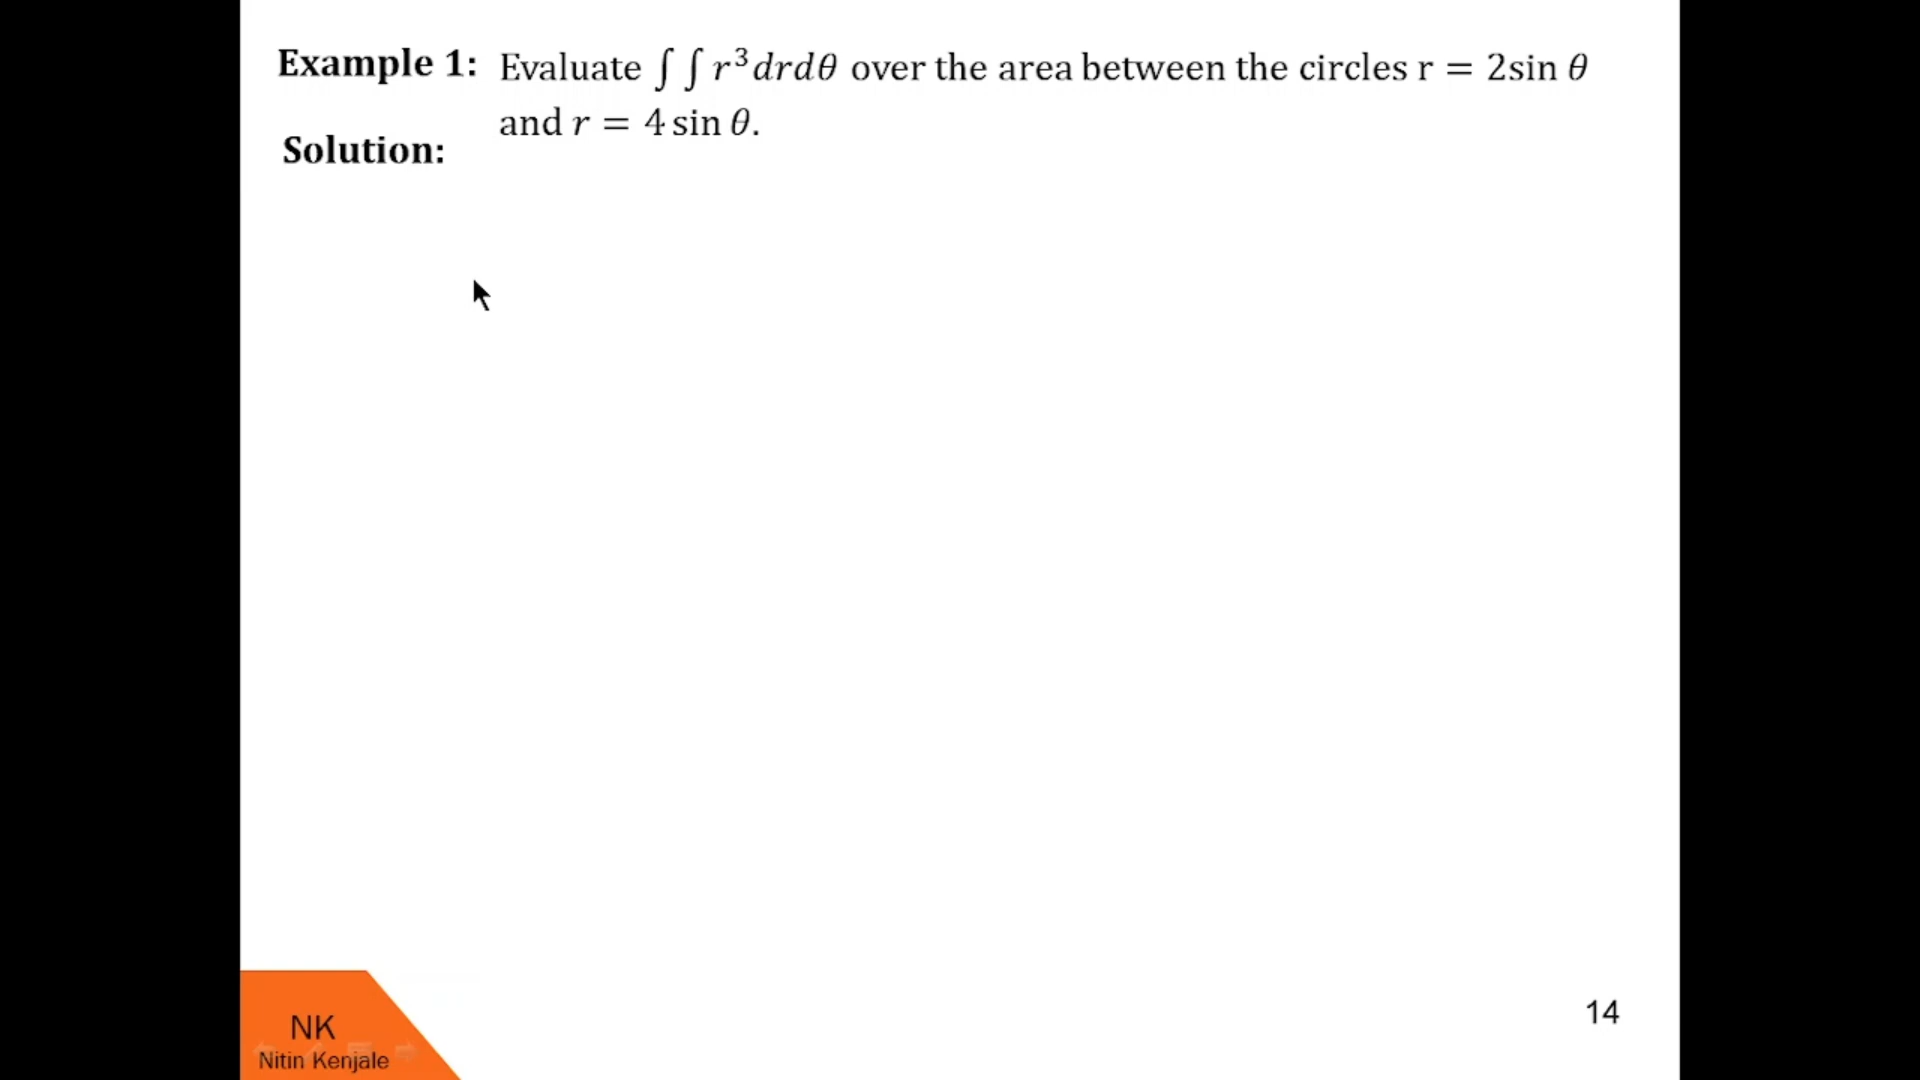 Example 1: Evaluate ∫ ∫ r³drdθ over the area between the circles r = 2sin θ
and r = 4 sin θ.
Solution:
NK
Nitin Kenjale
14